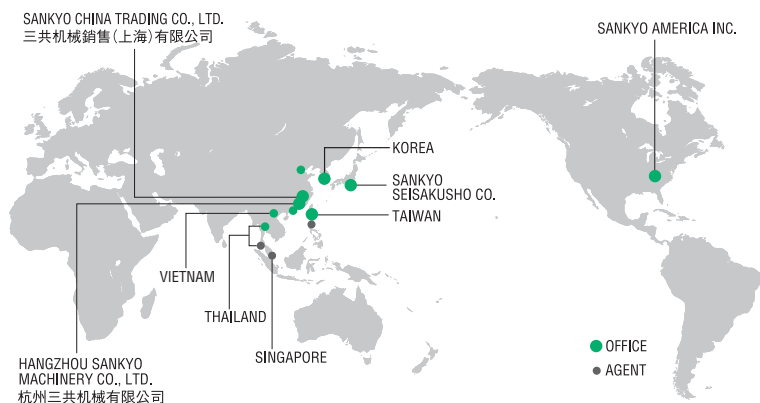 SANKYO CHINA TRADING CO., LTD.
三共机械銷售(上海)有限公司
SANKYO AMERICA INC.
KOREA
SANKYO
SEISAKUSHO CO.
TAIWAN
VIETNAM
THAILAND
SINGAPORE
HANGZHOU SANKYO
MACHINERY CO., LTD.
杭州三共机械有限公司
OFFICE
AGENT